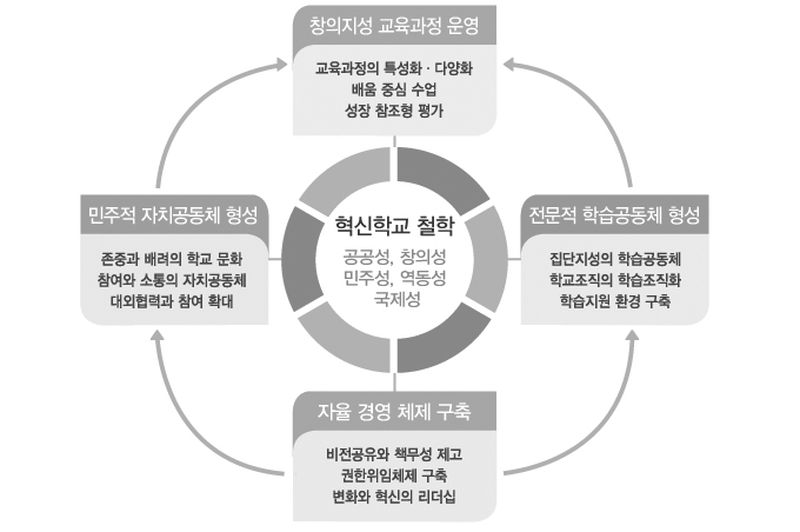 창의지성 교육과정 운영
교육과정의 특성화 · 다양화
배움 중심 수업
성장 참조형 평가
민주적 자치공동체 형성
존중과 배려의 학교 문화
참여와 소통의 자치공동체
대외협력과 참여 확대
혁신학교 철학
공공성, 창의성
민주성, 역동성
국제성
전문적 학습공동체 형성
집단지성의 학습공동체
학교조직의 학습조직화
학습지원 환경 구축
자율 경영 체제 구축
비전공유와 책무성 제고
권한위임체제 구축
변화와 혁신의 리더십